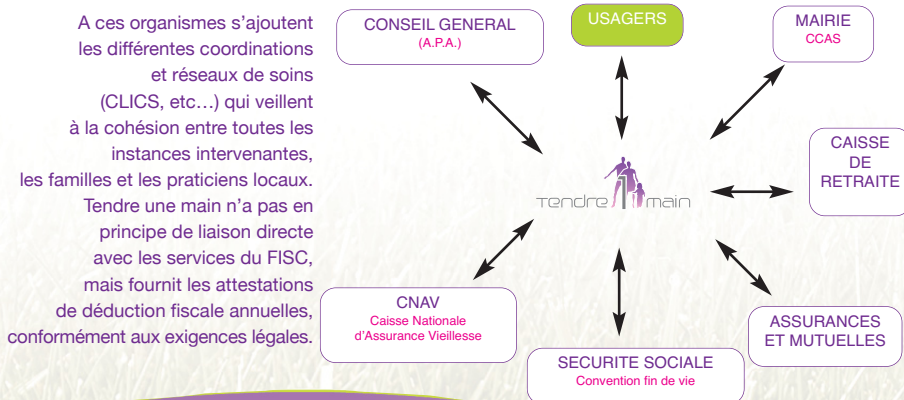 A ces organismes s’ajoutent
les différentes coordinations
et réseaux de soins
(CLICS, etc…) qui veillent
à la cohésion entre toutes les
instances intervenantes,
les familles et les praticiens locaux.
Tendre une main n’a pas en
principe de liaison directe
avec les services du FISC,
mais fournit les attestations
de déduction fiscale annuelles,
conformément aux exigences légales.
CONSEIL GENERAL
(A.P.A.)
USAGERS
MAIRIE
CCAS
CAISSE
DE
RETRAITE
Tendre 1 main
CNAV
Caisse Nationale
d’Assurance Vieillesse
SECURITE SOCIALE
Convention fin de vie
ASSURANCES
ET MUTUELLES